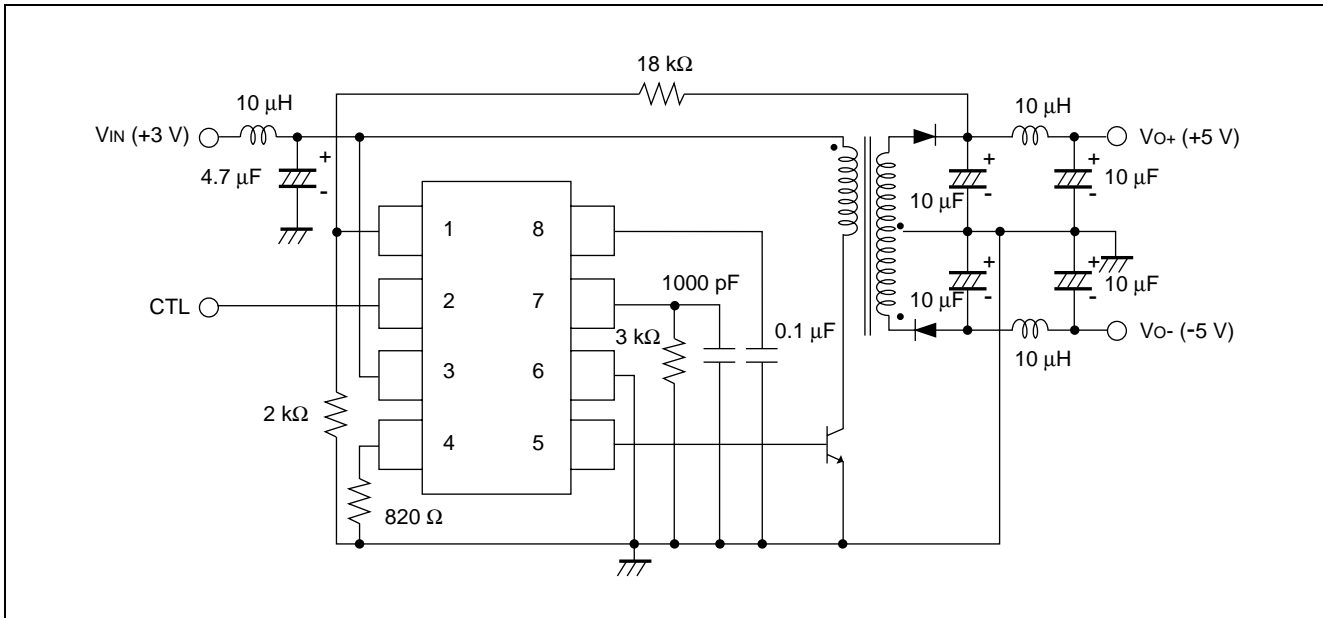 18 kΩ
10 μH
10 μH
VIN (+3 V)
VO+ (+5 V)
+
-
4.7 μF
+
-
10 μF
+
-
10 μF
1
8
2
7
3
6
4
5
CTL
1000 pF
3 kΩ
0.1 μF
+
-
10 μF
+
-
10 μF
VO- (-5 V)
10 μH
2 kΩ
820 Ω